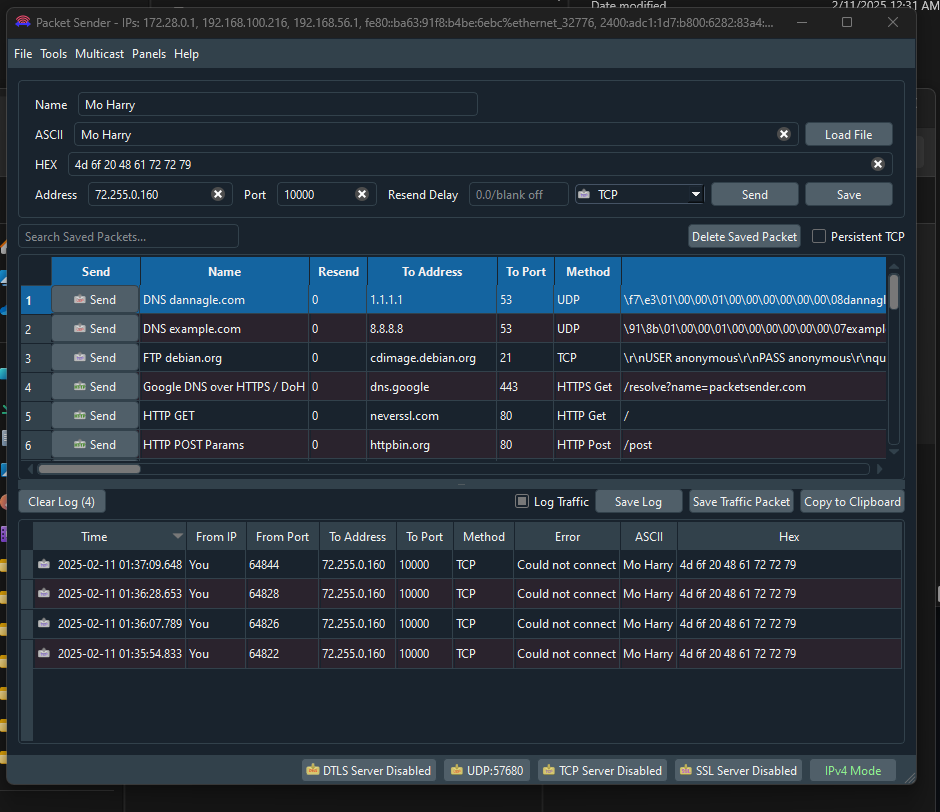 Date modified
2/11/2025 12:31 AM
Packet Sender - IPs: 172.28.0.1, 192.168.100.216, 192.168.56.1, fe80::ba63:91f8:b4be:6ebc%ethernet_32776, 2400:adc1:1d7:b800:6282:83a4:...
File Tools Multicast Panels Help
Name Mo Harry
ASCII Mo Harry Load File
HEX 4d 6f 20 48 61 72 72 79
Address 72.255.0.160 Port 10000 Resend Delay 0.0/blank off TCP Send Save
Search Saved Packets... Delete Saved Packet Persistent TCP
Send Name Resend To Address To Port Method
1 Send DNS dannagle.com 0 1.1.1.1 53 UDP \f7\e3\01\00\00\01\00\00\00\00\00\00\08dannagl
2 Send DNS example.com 0 8.8.8.8 53 UDP \91\8b\01\00\00\01\00\00\00\00\00\00\07exampl
3 Send FTP debian.org 0 cdimage.debian.org 21 TCP \r\nUSER anonymous\r\nPASS anonymous\r\nqu
4 Send Google DNS over HTTPS / DoH 0 dns.google 443 HTTPS Get /resolve?name=packetsender.com
5 Send HTTP GET 0 neverssl.com 80 HTTP Get /
6 Send HTTP POST Params 0 httpbin.org 80 HTTP Post /post
Clear Log (4) Log Traffic Save Log Save Traffic Packet Copy to Clipboard
Time From IP From Port To Address To Port Method Error ASCII Hex
2025-02-11 01:37:09.648 You 64844 72.255.0.160 10000 TCP Could not connect Mo Harry 4d 6f 20 48 61 72 72 79
2025-02-11 01:36:28.653 You 64828 72.255.0.160 10000 TCP Could not connect Mo Harry 4d 6f 20 48 61 72 72 79
2025-02-11 01:36:07.789 You 64826 72.255.0.160 10000 TCP Could not connect Mo Harry 4d 6f 20 48 61 72 72 79
2025-02-11 01:35:54.833 You 64822 72.255.0.160 10000 TCP Could not connect Mo Harry 4d 6f 20 48 61 72 72 79
DTLS Server Disabled UDP:57680 TCP Server Disabled SSL Server Disabled IPv4 Mode